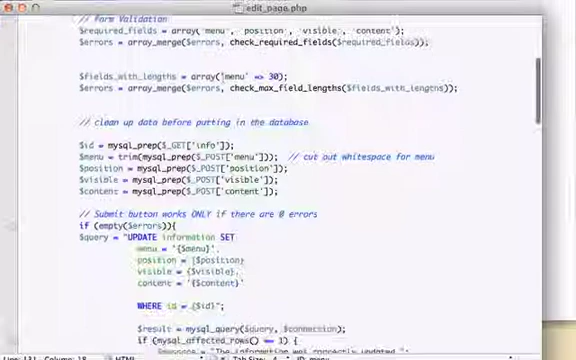 edit_page.php
// Form Validation
$required_fields = array('menu', 'position', 'visible', 'content');
$errors = array_merge($errors, check_required_fields($required_fields));
$fields_with_lengths = array('menu' => 30);
$errors = array_merge($errors, check_max_field_lengths($fields_with_lengths));
// clean up data before putting in the database
$id = mysql_prep($_GET['info']);
$menu = trim(mysql_prep($_POST['menu'])); // cut out whitespace for menu
$position = mysql_prep($_POST['position']);
$visible = mysql_prep($_POST['visible']);
$content = mysql_prep($_POST['content']);
// Submit button works ONLY if there are 0 errors
if (empty($errors)){
$query = "UPDATE information SET
menu = '{$menu}',
position = {$position}
visible = {$visible},
content = '{$content}'
WHERE id = {$id}";
$result = mysql_query($query, $connection);
if (mysql_affected_rows() == 1) {